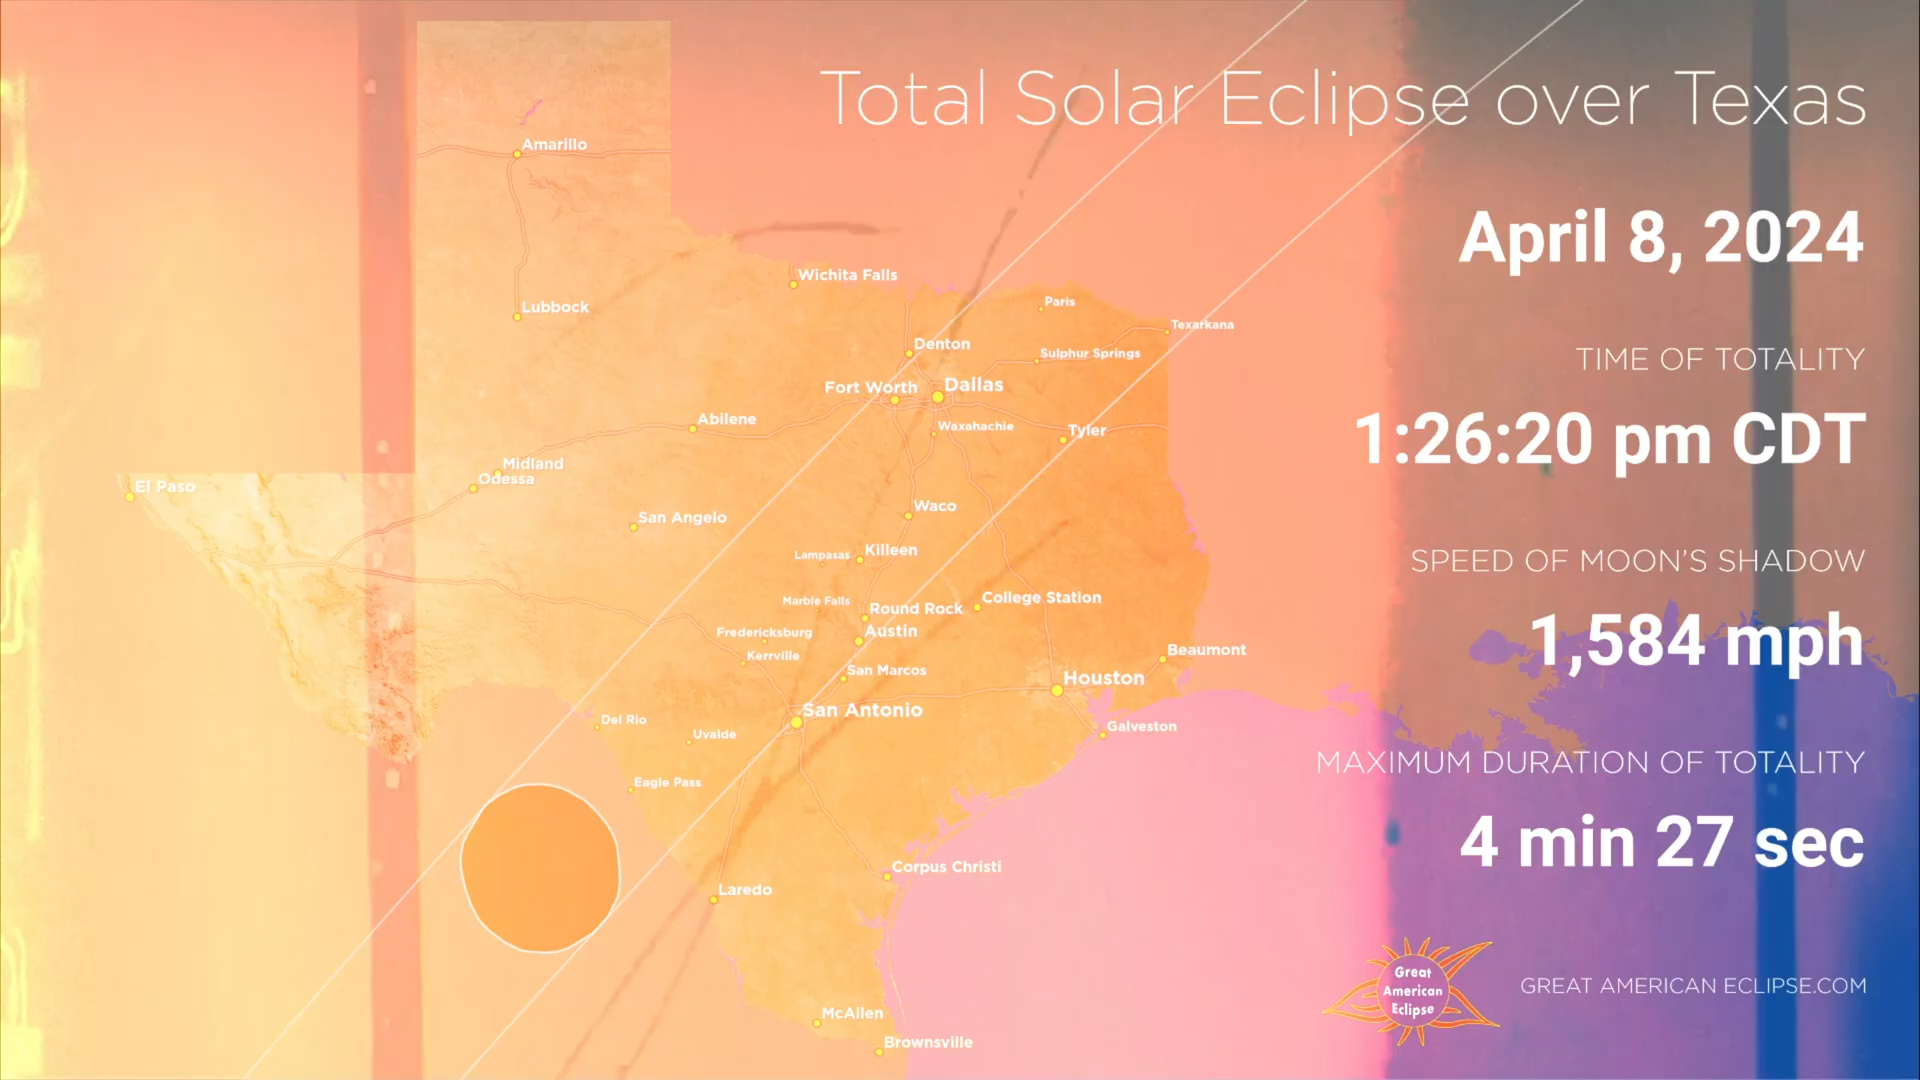 Total Solar Eclipse over Texas
April 8, 2024
TIME OF TOTALITY
1:26:20 pm CDT
SPEED OF MOON'S SHADOW
1,584 mph
MAXIMUM DURATION OF TOTALITY
4 min 27 sec
Great
American
Eclipse
GREAT AMERICAN ECLIPSE.COM
Amarillo
Lubbock
Wichita Falls
Paris
Texarkana
Denton
Sulphur Springs
Fort Worth
Dallas
Abilene
Waxahachie
Tyler
Midland
Odessa
El Paso
San Angelo
Waco
Lampasas
Killeen
Marble Falls
Round Rock
College Station
Fredericksburg
Austin
Kerrville
San Marcos
Beaumont
Houston
San Antonio
Del Rio
Uvalde
Galveston
Eagle Pass
Corpus Christi
Laredo
McAllen
Brownsville